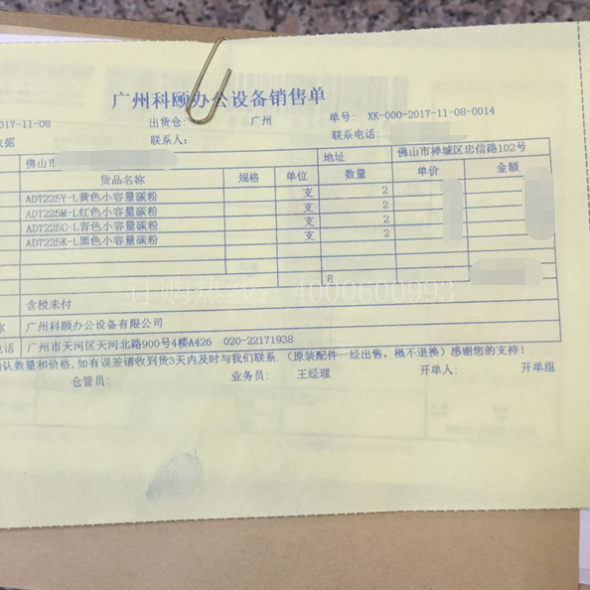 广州科颐办公设备销售单
2017-11-08 出货仓: 广州 单号: XK-000-2017-11-08-0014
联系人: 联系电话:
佛山市 地址 佛山市禅城区忠信路102号
货品名称 规格 单位 数量 单价 金额
ADT225Y-L黄色小容量碳粉 支 2
ADT225M-L红色小容量碳粉 支 2
ADT225C-L青色小容量碳粉 支 2
ADT225K-L黑色小容量碳粉 支 2
8
订购热线: 4000600993
含税未付
广州科颐办公设备有限公司
电话 广州市天河区天河北路900号4楼A426 020-22171938
认数量和价格,如有误差请收到货3天内及时与我们联系.(原装配件一经出售,概不退换)感谢您的支持!
仓管员: 业务员: 王经理 开单人: 开单组